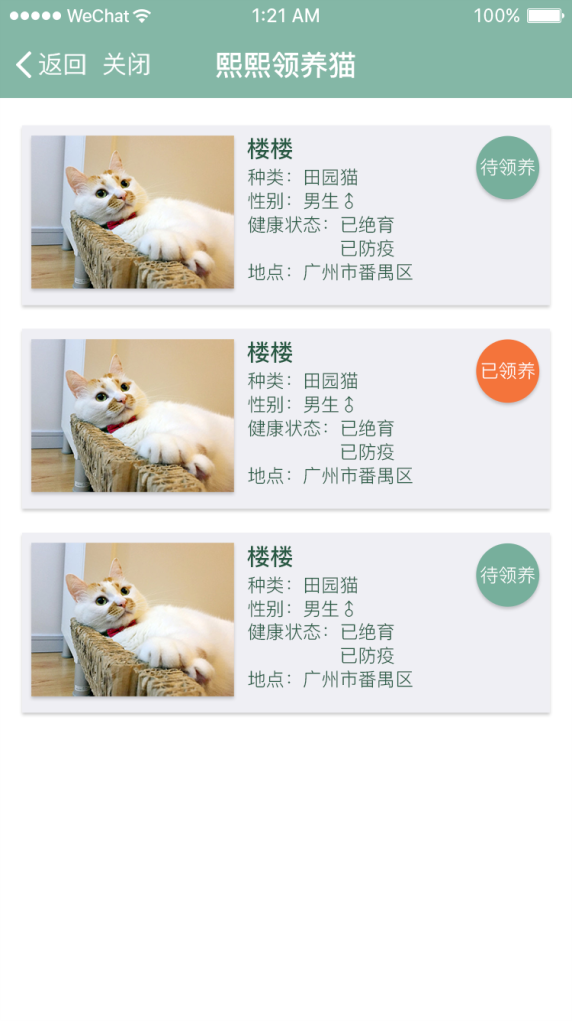 WeChat 1:21 AM 100%
返回 关闭 熙熙领养猫
楼楼
待领养
种类：田园猫
性别：男生♂
健康状态：已绝育
已防疫
地点：广州市番禺区
楼楼
已领养
种类：田园猫
性别：男生♂
健康状态：已绝育
已防疫
地点：广州市番禺区
楼楼
待领养
种类：田园猫
性别：男生♂
健康状态：已绝育
已防疫
地点：广州市番禺区